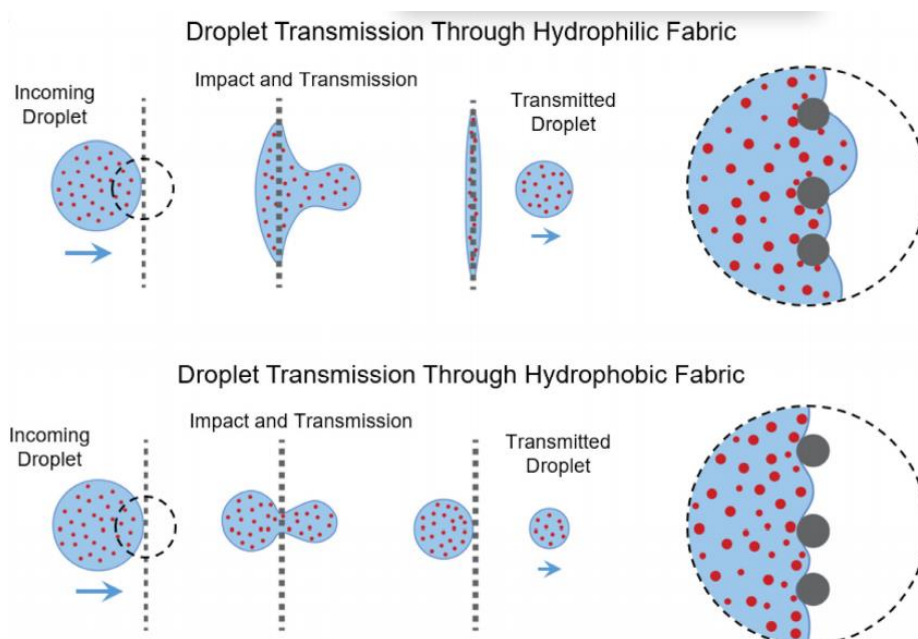 Droplet Transmission Through Hydrophilic Fabric
Incoming
Droplet
Impact and Transmission
Transmitted
Droplet
Droplet Transmission Through Hydrophobic Fabric
Incoming
Droplet
Impact and Transmission
Transmitted
Droplet